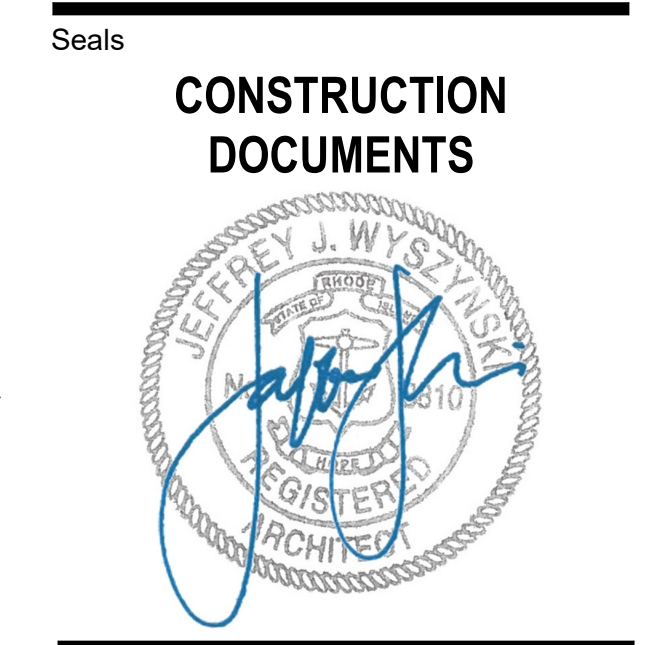 Seals
CONSTRUCTION
DOCUMENTS
JEFFREY J. WYSZYNSKI
RHODE
STATE OF
HOPE
REGISTERED
ARCHITECT